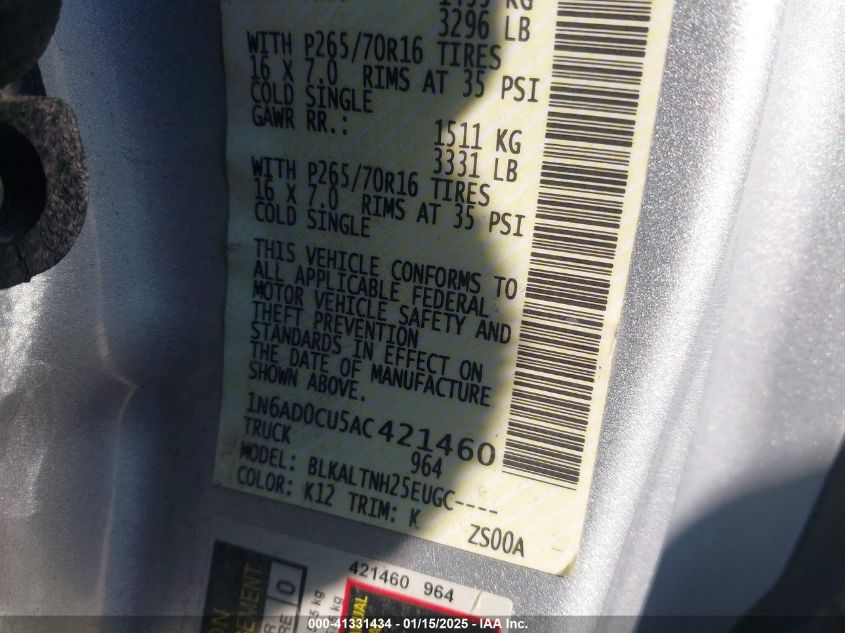 3296 LB
WITH P265/70R16 TIRES
16 X 7.0 RIMS AT 35 PSI
COLD SINGLE
GAWR RR.:
1511 KG
3331 LB
WITH P265/70R16 TIRES
16 X 7.0 RIMS AT 35 PSI
COLD SINGLE
THIS VEHICLE CONFORMS TO
ALL APPLICABLE FEDERAL
MOTOR VEHICLE SAFETY AND
THEFT PREVENTION
STANDARDS IN EFFECT ON
THE DATE OF MANUFACTURE
SHOWN ABOVE.
1N6AD0CU5AC421460
TRUCK
964
MODEL: BLKALTNH25EUGC----
COLOR: K12 TRIM: K
ZS00A
421460 964
000-41331434 - 01/15/2025 - IAA Inc.